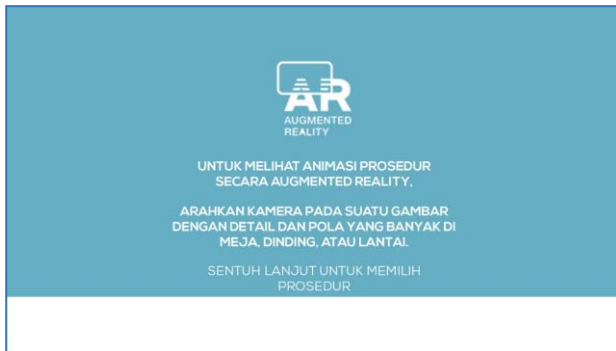 AR
AUGMENTED
REALITY
UNTUK MELIHAT ANIMASI PROSEDUR
SECARA AUGMENTED REALITY,
ARAHKAN KAMERA PADA SUATU GAMBAR
DENGAN DETAIL DAN POLA YANG BANYAK DI
MEJA, DINDING, ATAU LANTAI.
SENTUH LANJUT UNTUK MEMILIH
PROSEDUR